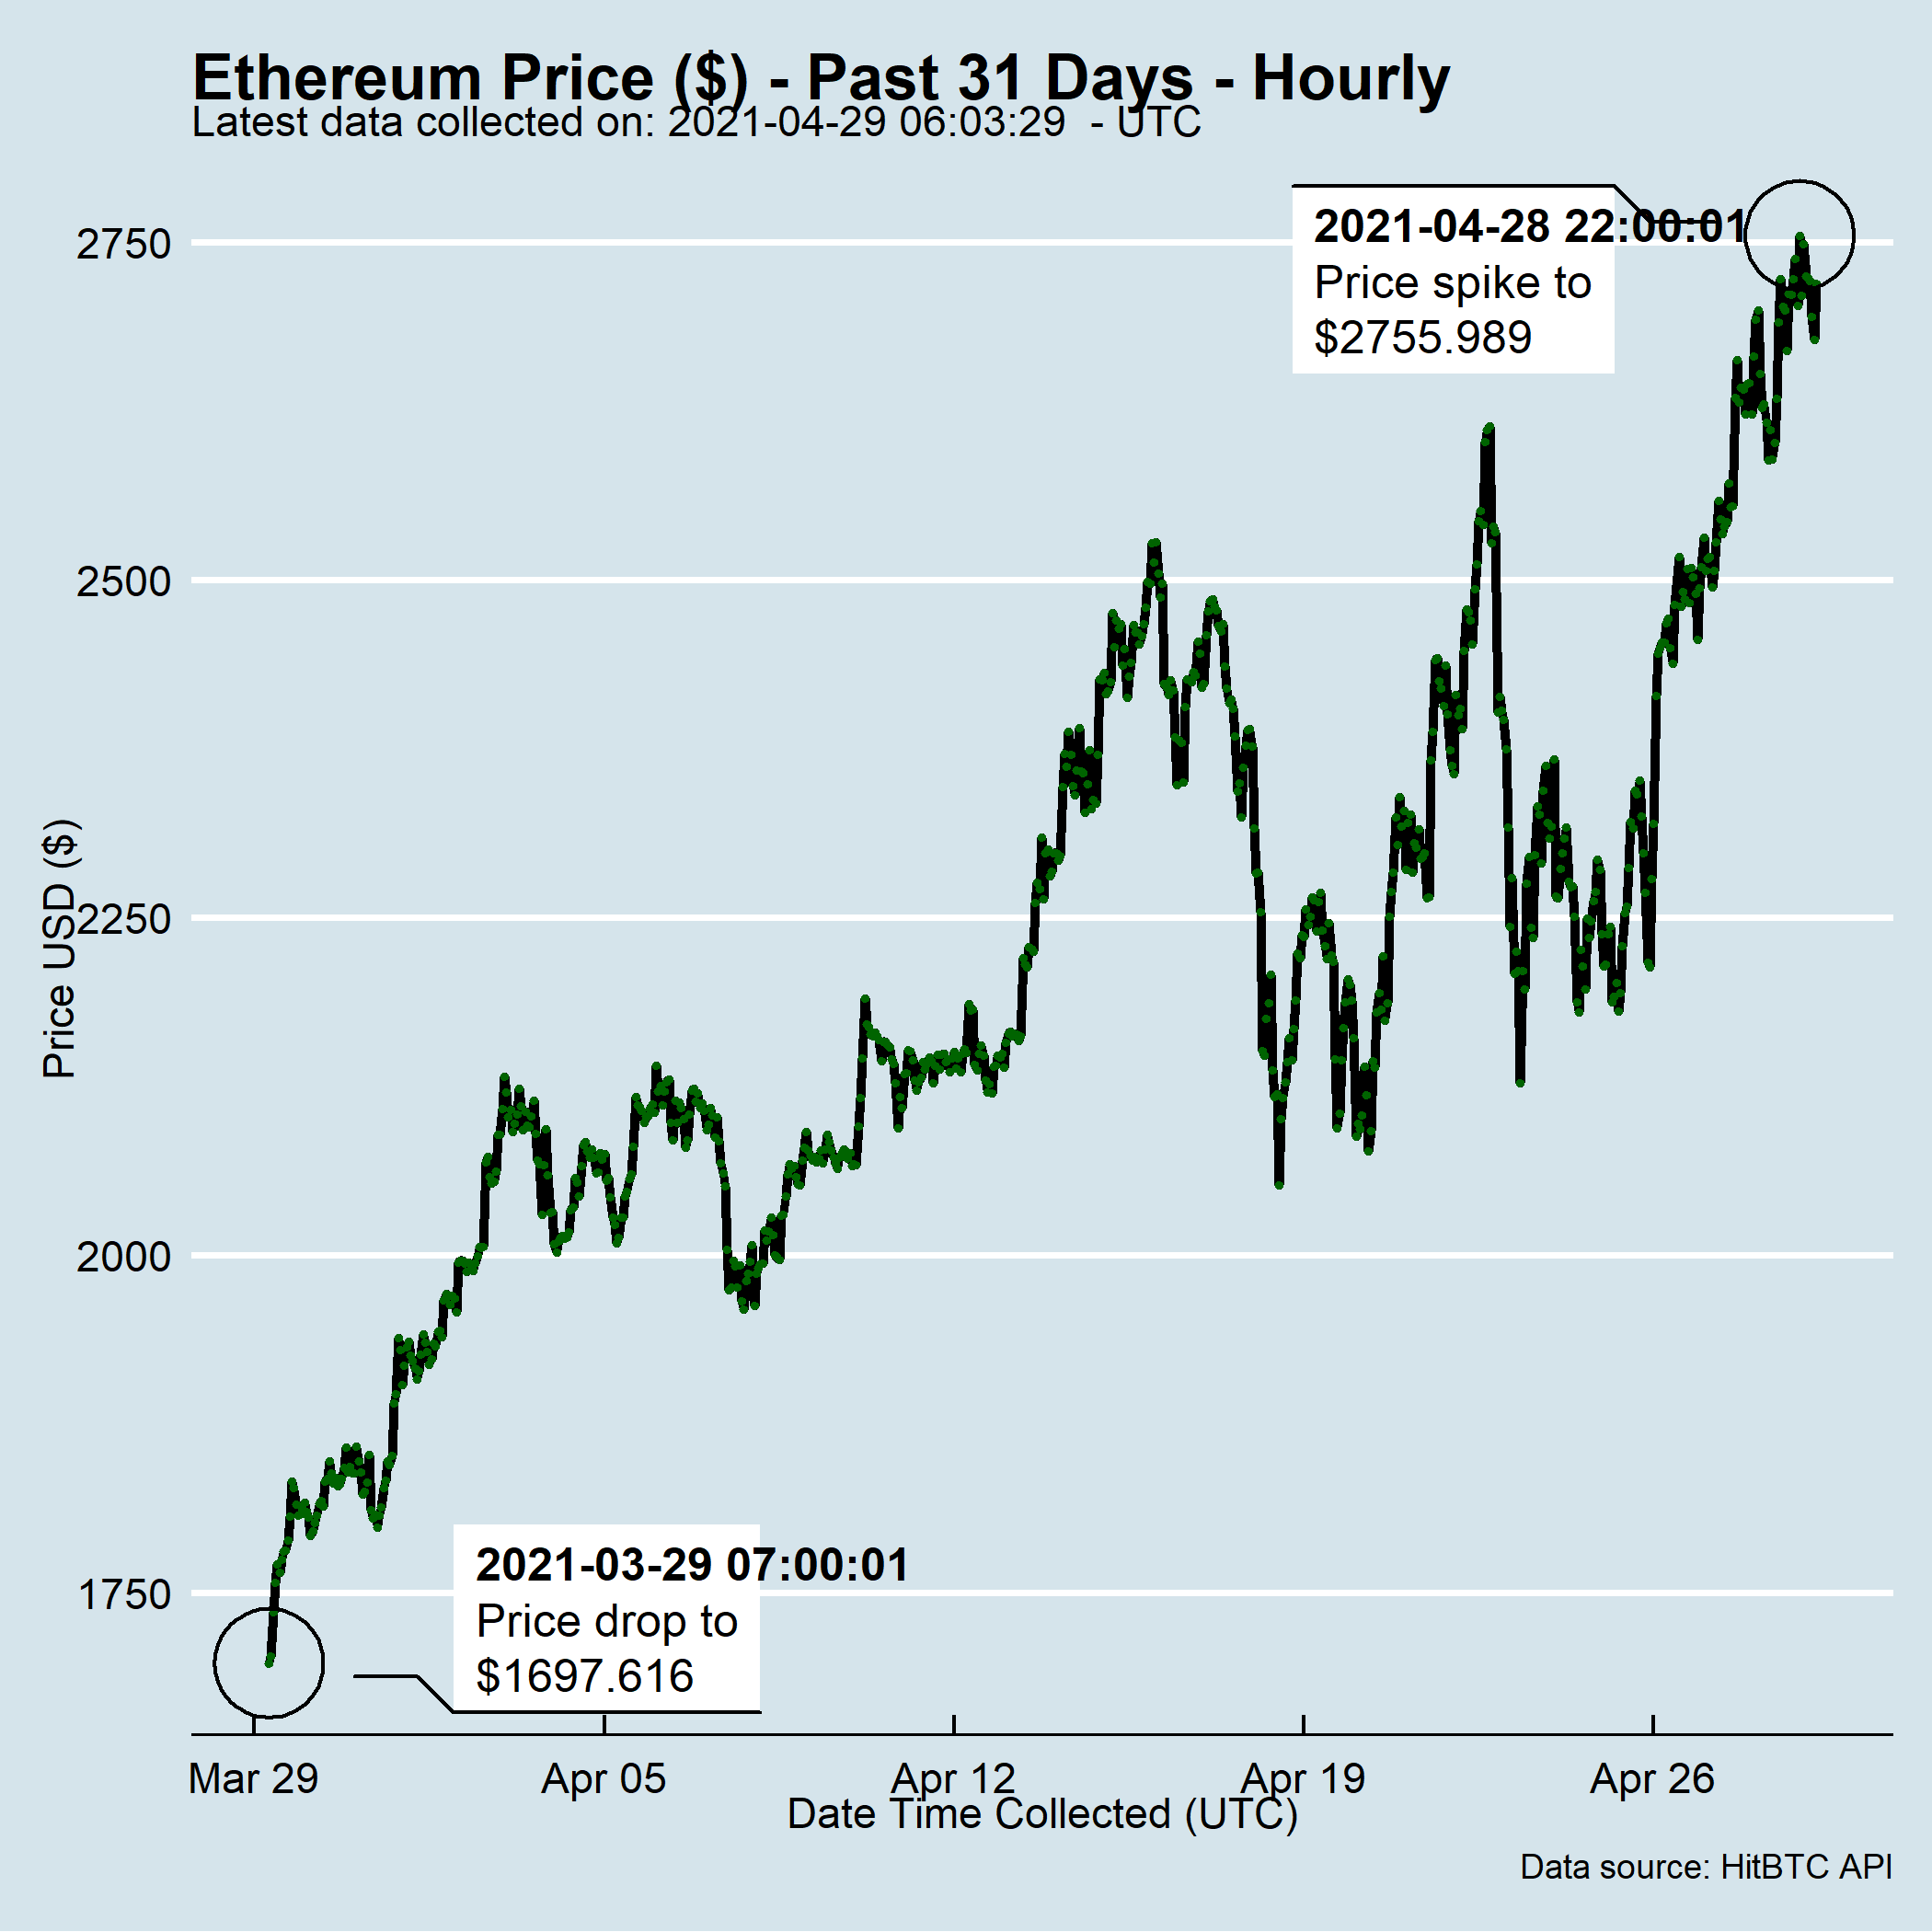 Ethereum Price ($) - Past 31 Days - Hourly
Latest data collected on: 2021-04-29 06:03:29  - UTC
2021-04-28 22:00:01
Price spike to
$2755.989
2750
2500
2250
2000
1750
Price USD ($)
2021-03-29 07:00:01
Price drop to
$1697.616
Mar 29
Apr 05
Apr 12
Apr 19
Apr 26
Date Time Collected (UTC)
Data source: HitBTC API